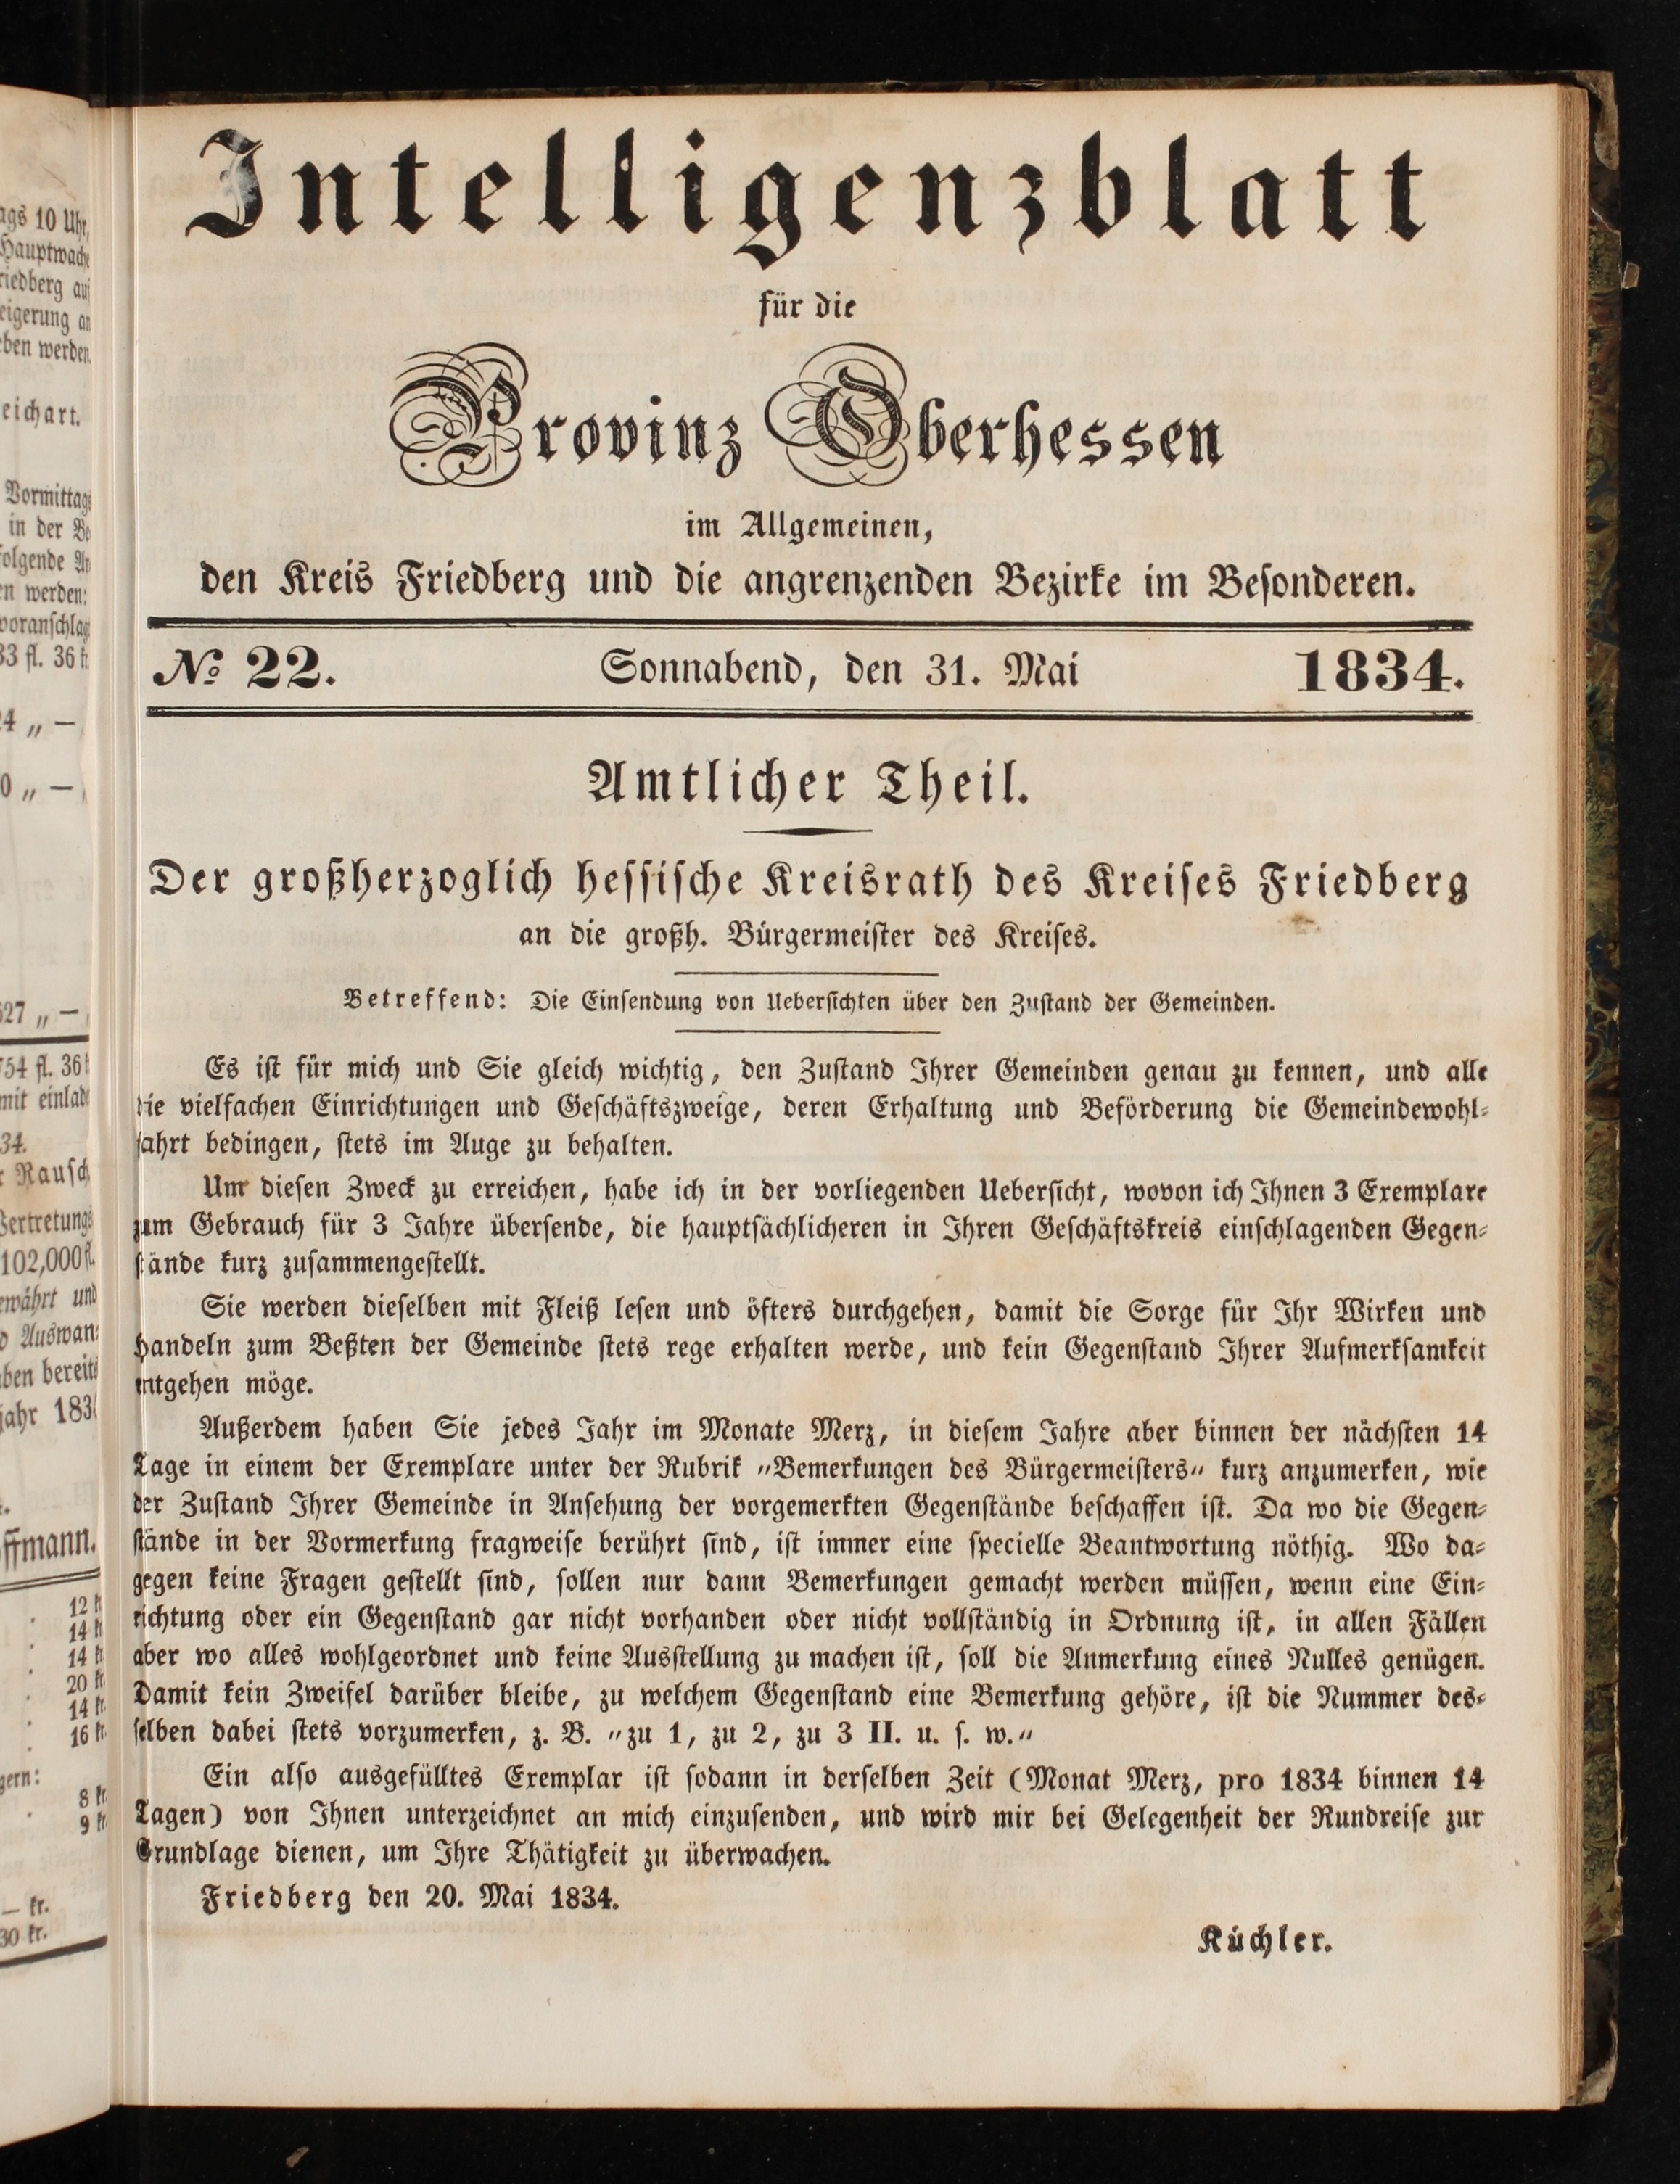 Intelligenzblatt
für die
Provinz Oberhessen
im Allgemeinen,
den Kreis Friedberg und die angrenzenden Bezirke im Besonderen.
No 22. Sonnabend, den 31. Mai 1834.
Amtlicher Theil.
Der großherzoglich hessische Kreisrath des Kreises Friedberg
an die großh. Bürgermeister des Kreises.
Betreffend: Die Einsendung von Uebersichten über den Zustand der Gemeinden.
Es ist für mich und Sie gleich wichtig, den Zustand Ihrer Gemeinden genau zu kennen, und alle
die vielfachen Einrichtungen und Geschäftszweige, deren Erhaltung und Beförderung die Gemeindewohl-
fahrt bedingen, stets im Auge zu behalten.
Um diesen Zweck zu erreichen, habe ich in der vorliegenden Uebersicht, wovon ich Ihnen 3 Exemplare
zum Gebrauch für 3 Jahre übersende, die hauptsächlicheren in Ihren Geschäftskreis einschlagenden Gegen-
stände kurz zusammengestellt.
Sie werden dieselben mit Fleiß lesen und öfters durchgehen, damit die Sorge für Ihr Wirken und
Handeln zum Beßten der Gemeinde stets rege erhalten werde, und kein Gegenstand Ihrer Aufmerksamkeit
entgehen möge.
Außerdem haben Sie jedes Jahr im Monate Merz, in diesem Jahre aber binnen der nächsten 14
Tage in einem der Exemplare unter der Rubrik „Bemerkungen des Bürgermeisters„ kurz anzumerken, wie
der Zustand Ihrer Gemeinde in Ansehung der vorgemerkten Gegenstände beschaffen ist. Da wo die Gegen-
stände in der Vormerkung fragweise berührt sind, ist immer eine specielle Beantwortung nöthig. Wo da-
gegen keine Fragen gestellt sind, sollen nur dann Bemerkungen gemacht werden müssen, wenn eine Ein-
richtung oder ein Gegenstand gar nicht vorhanden oder nicht vollständig in Ordnung ist, in allen Fällen
aber wo alles wohlgeordnet und keine Ausstellung zu machen ist, soll die Anmerkung eines Nulles genügen.
Damit kein Zweifel darüber bleibe, zu welchem Gegenstand eine Bemerkung gehöre, ist die Nummer des-
selben dabei stets vorzumerken, z. B. „zu 1, zu 2, zu 3 II. u. s. w.„
Ein also ausgefülltes Exemplar ist sodann in derselben Zeit (Monat Merz, pro 1834 binnen 14
Tagen) von Ihnen unterzeichnet an mich einzusenden, und wird mir bei Gelegenheit der Rundreise zur
Grundlage dienen, um Ihre Thätigkeit zu überwachen.
Friedberg den 20. Mai 1834.
Küchler.